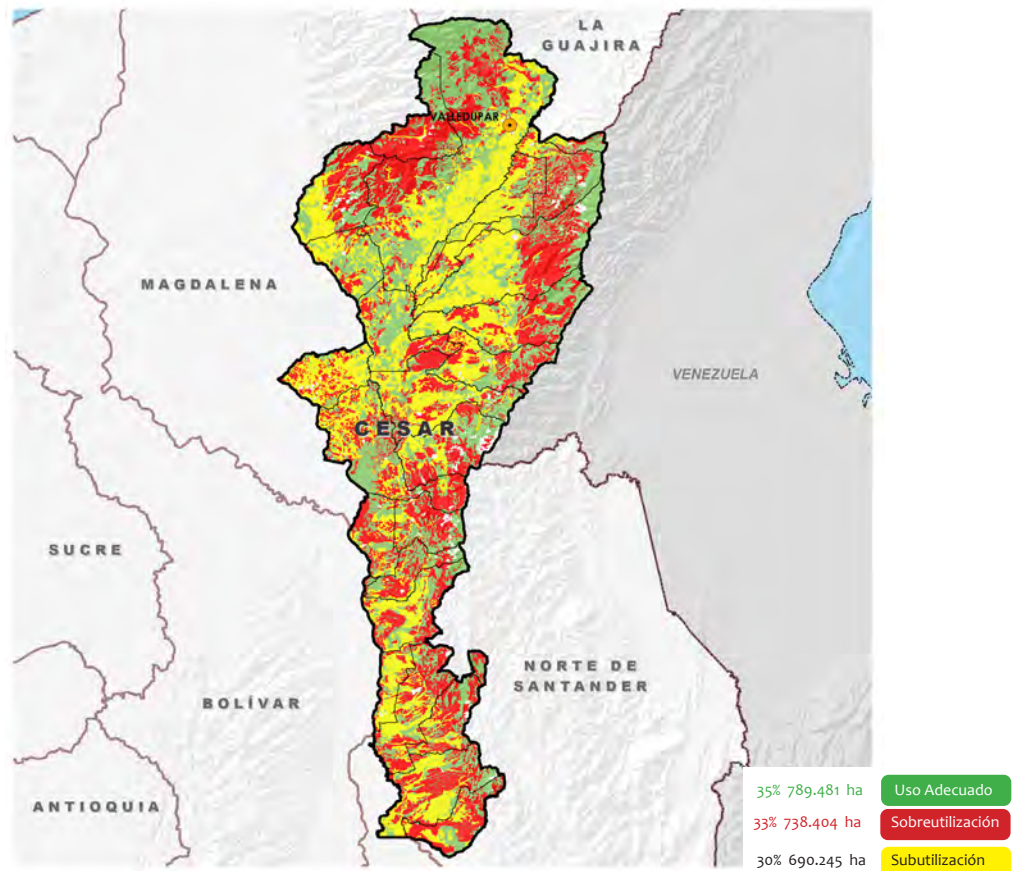 LA
GUAJIRA
VALLEDUPAR
MAGDALENA
VENEZUELA
CESAR
SUCRE
NORTE DE
SANTANDER
BOLÍVAR
ANTIOQUIA
35% 789.481 ha Uso Adecuado
33% 738.404 ha Sobreutilización
30% 690.245 ha Subutilización